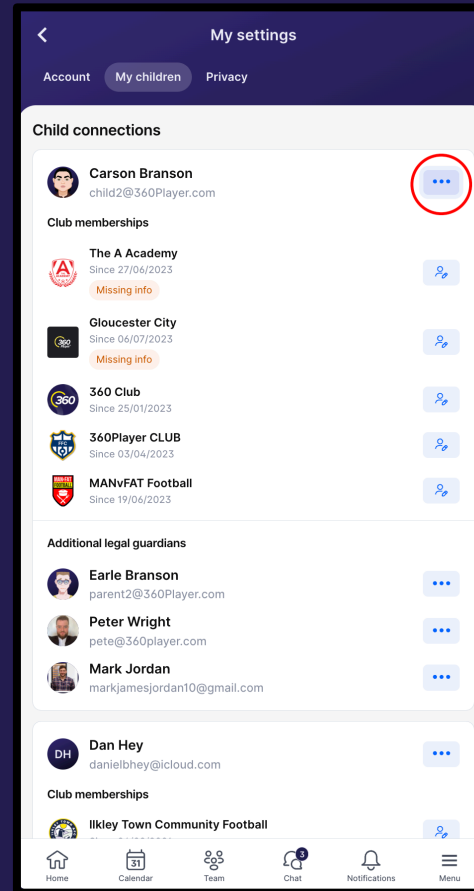 My settings
Account My children Privacy
Child connections
Carson Branson
child2@360Player.com
Club memberships
The A Academy
Since 27/06/2023
Missing info
Gloucester City
Since 06/07/2023
Missing info
360 Club
Since 25/01/2023
360Player CLUB
Since 03/04/2023
MANvFAT Football
Since 19/06/2023
Additional legal guardians
Earle Branson
parent2@360Player.com
Peter Wright
pete@360player.com
Mark Jordan
markjamesjordan10@gmail.com
DH
Dan Hey
danielbhey@icloud.com
Club memberships
Ilkley Town Community Football
31
3
Home Calendar Team Chat Notifications Menu